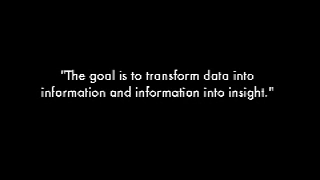 "The goal is to transform data into
information and information into insight."